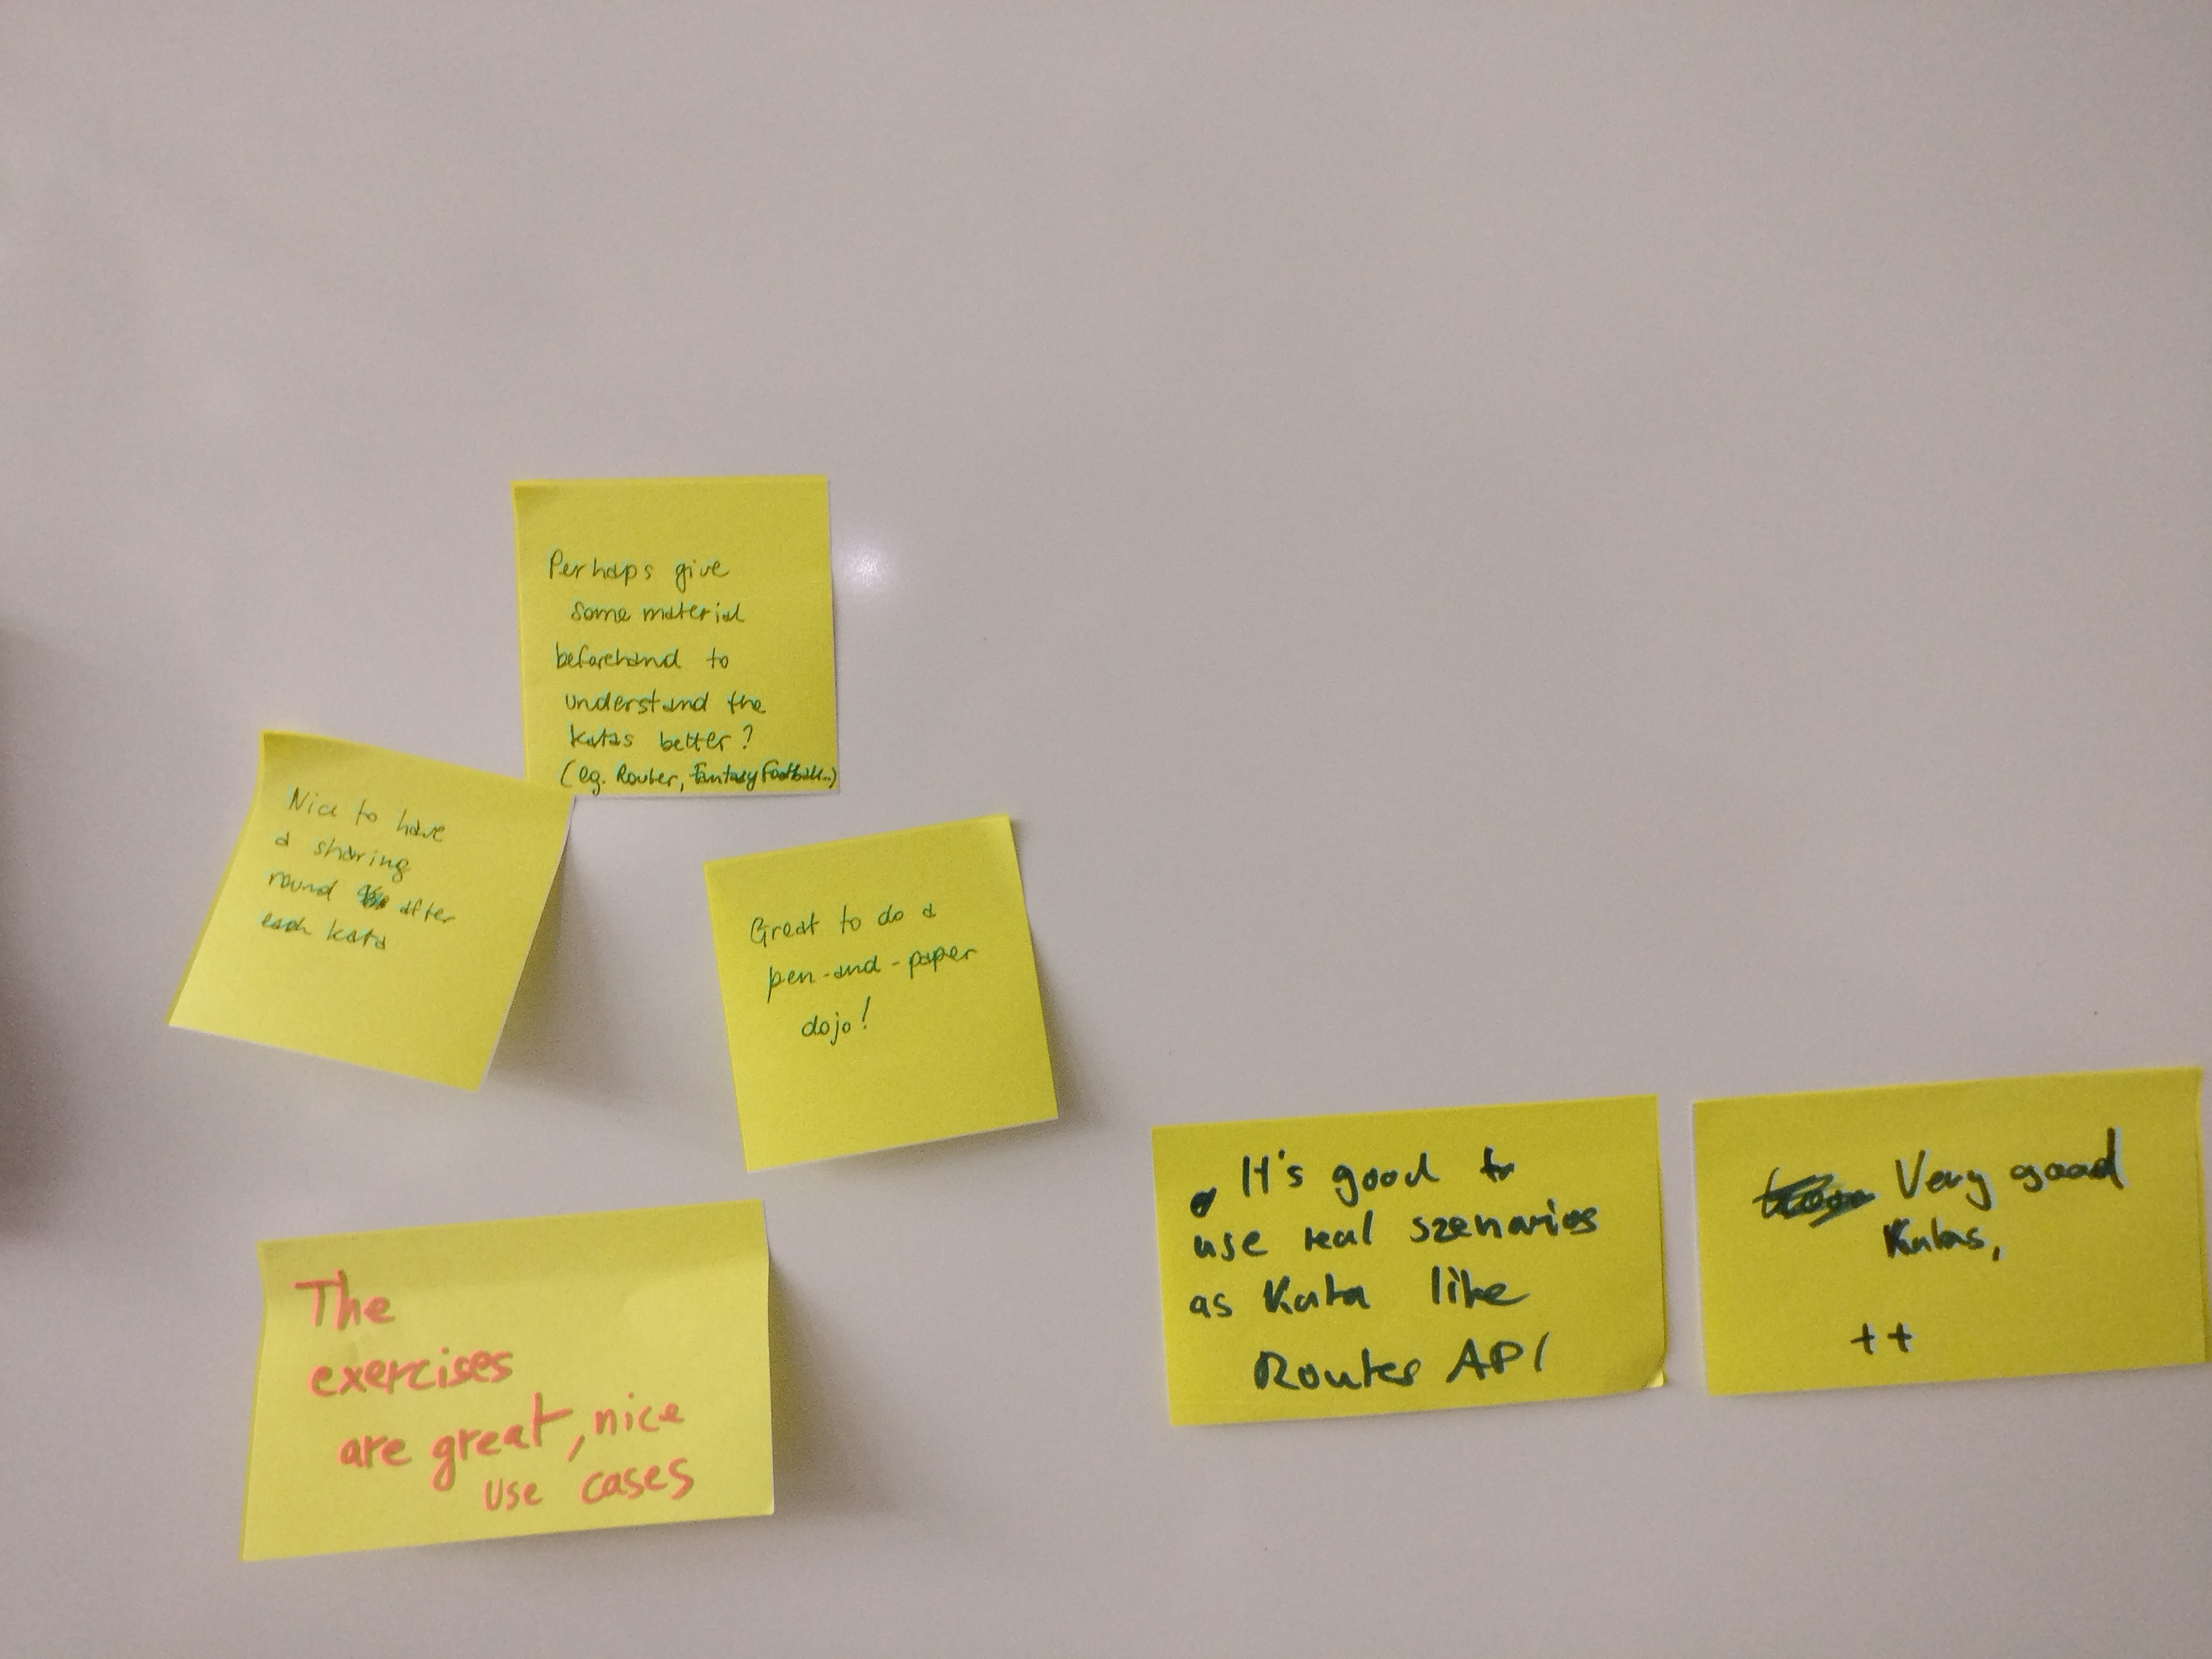 Perhaps give
some material
beforehand to
understand the
katas better?
(eg. Router, Fantasy Football..)
Nice to have
a sharing
round after
each kata
Great to do a
pen-and-paper
dojo!
The
exercises
are great, nice
use cases
It's good to
use real szenarios
as Kata like
Router API
Very good
Katas,
++